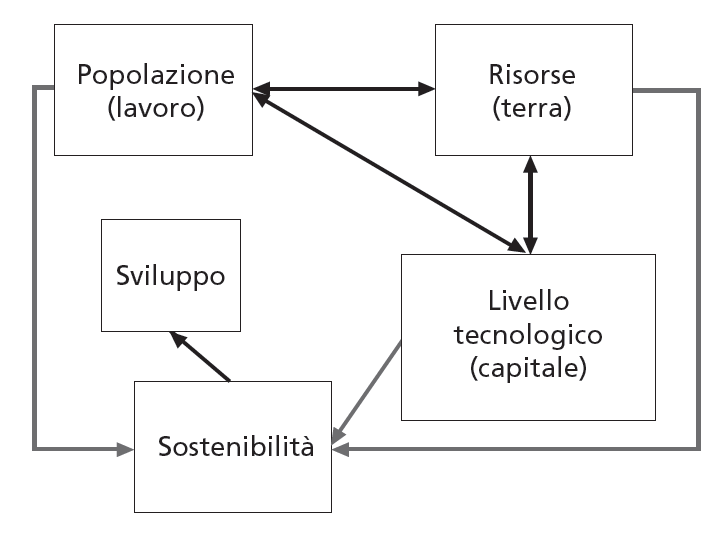 Popolazione
(lavoro)
Risorse
(terra)
Sviluppo
Livello
tecnologico
(capitale)
Sostenibilità